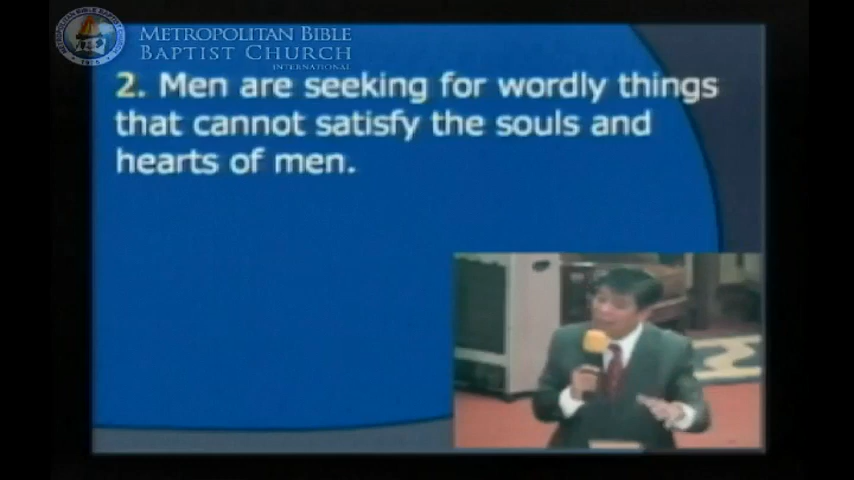 METROPOLITAN BIBLE
BAPTIST CHURCH
INTERNATIONAL
2. Men are seeking for wordly things
that cannot satisfy the souls and
hearts of men.